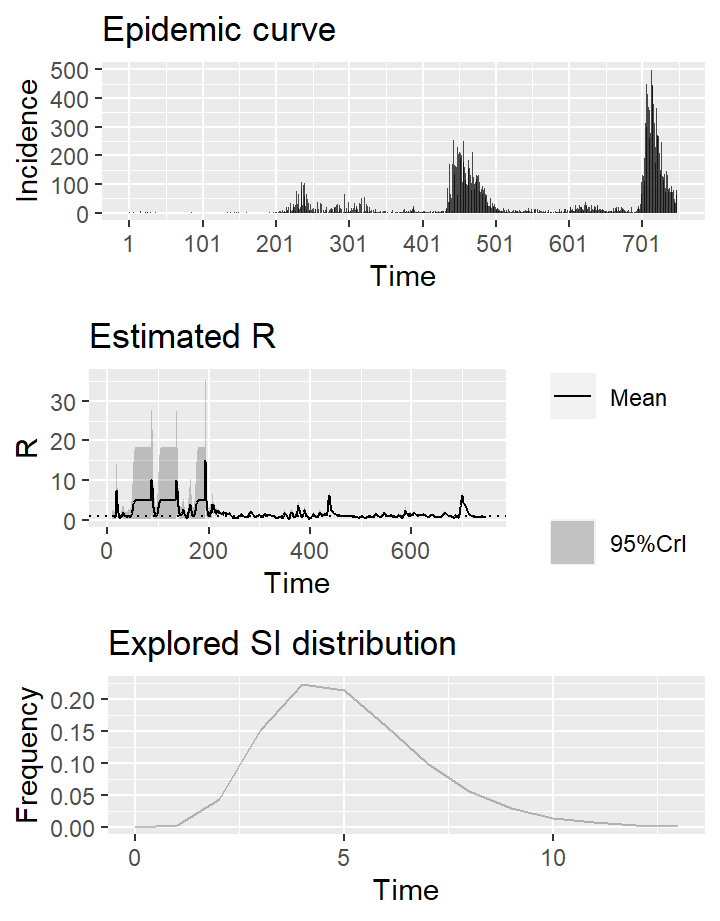 Epidemic curve
Incidence
500
400
300
200
100
0
1 101 201 301 401 501 601 701
Time
Estimated R
R
30
20
10
0
0 200 400 600
Time
Mean
95%CrI
Explored SI distribution
Frequency
0.20
0.15
0.10
0.05
0.00
0 5 10
Time